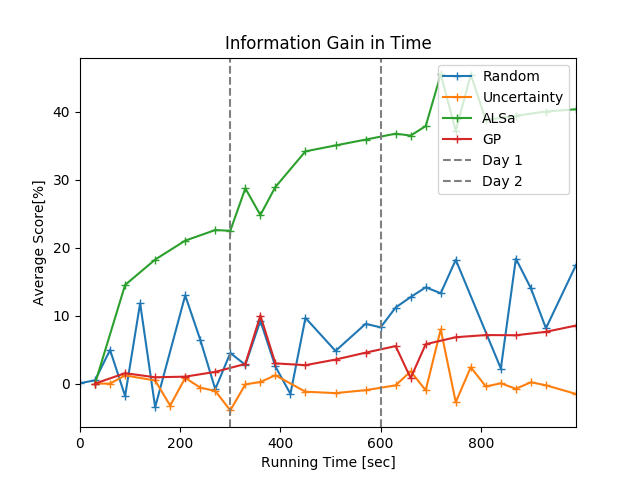 Information Gain in Time
Average Score[%]
40
30
20
10
0
Random
Uncertainty
ALSa
GP
Day 1
Day 2
0
200
400
600
800
Running Time [sec]